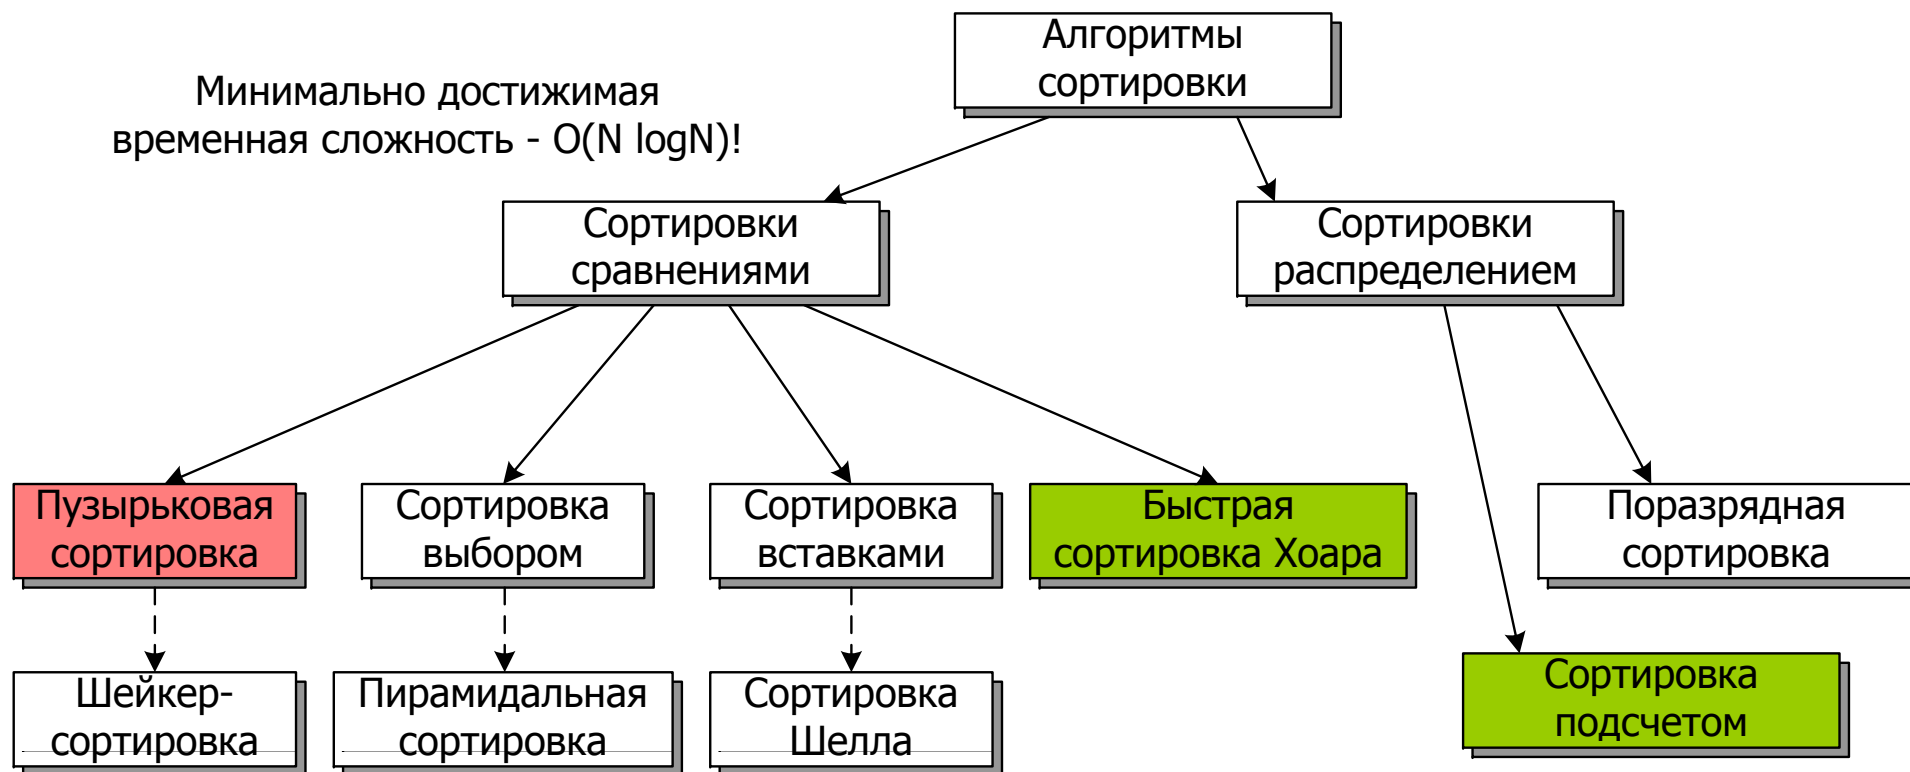 Алгоритмы
сортировки
Минимально достижимая
временная сложность - O(N logN)!
Сортировки
сравнениями
Сортировки
распределением
Пузырьковая
сортировка
Сортировка
выбором
Сортировка
вставками
Быстрая
сортировка Хоара
Поразрядная
сортировка
Шейкер-
сортировка
Пирамидальная
сортировка
Сортировка
Шелла
Сортировка
подсчетом